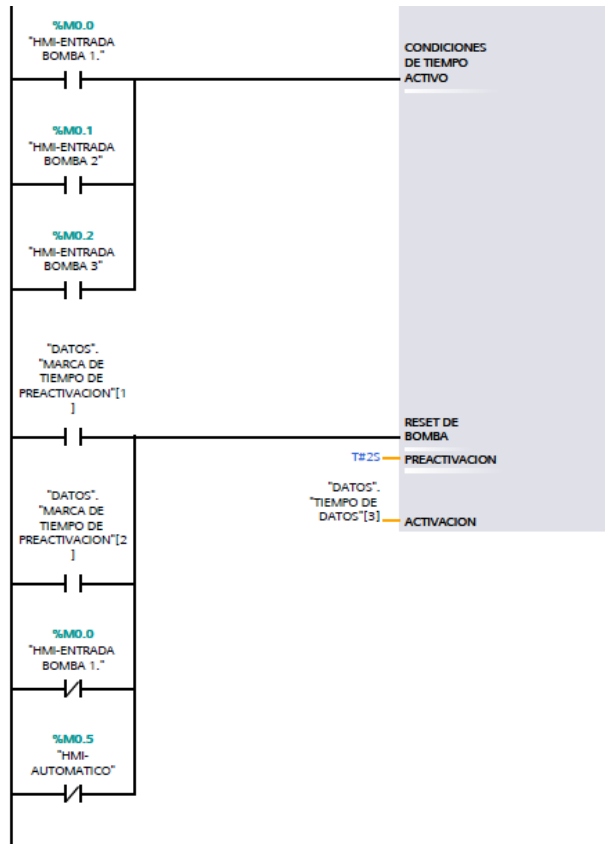 %M0.0
"HMI-ENTRADA
BOMBA 1."
CONDICIONES
DE TIEMPO
ACTIVO
%M0.1
"HMI-ENTRADA
BOMBA 2"
%M0.2
"HMI-ENTRADA
BOMBA 3"
"DATOS".
"MARCA DE
TIEMPO DE
PREACTIVACION"[1
]
RESET DE
BOMBA
T#2S
PREACTIVACION
"DATOS".
"TIEMPO DE
DATOS"[3]
ACTIVACION
"DATOS".
"MARCA DE
TIEMPO DE
PREACTIVACION"[2
]
%M0.0
"HMI-ENTRADA
BOMBA 1."
%M0.5
"HMI-
AUTOMATICO"